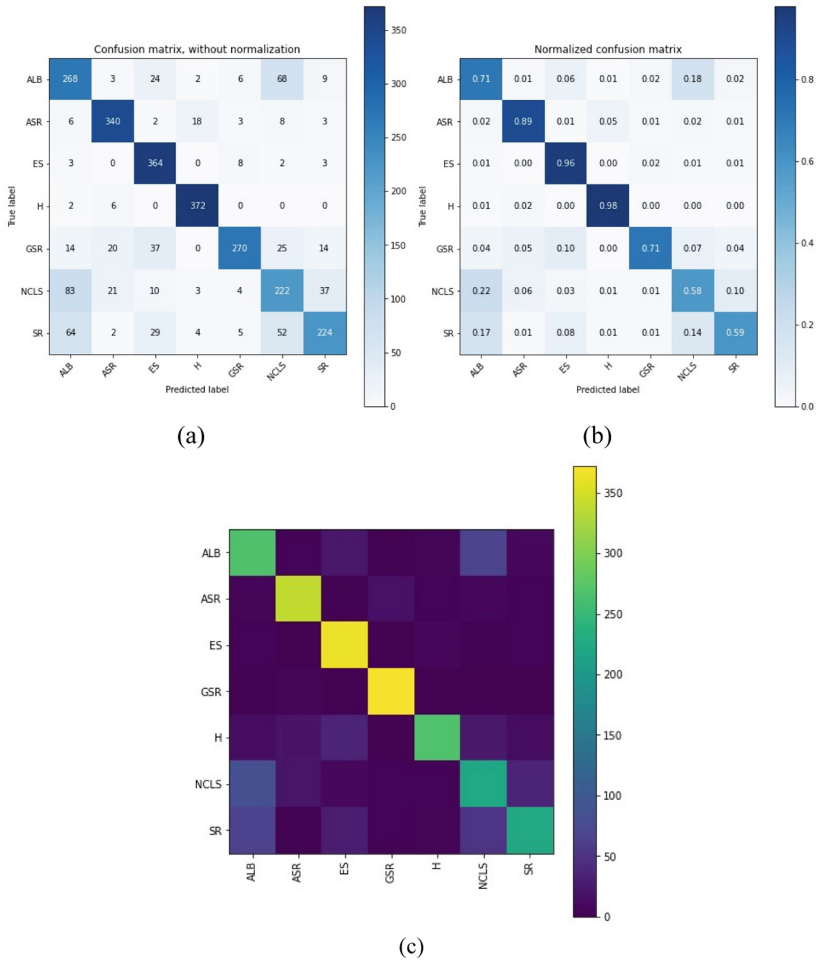 Confusion matrix, without normalization
ALB 268 3 24 2 6 68 9
ASR 6 340 2 18 3 8 3
ES 3 0 364 0 8 2 3
H 2 6 0 372 0 0 0
GSR 14 20 37 0 270 25 14
NCLS 83 21 10 3 4 222 37
SR 64 2 29 4 5 52 224
True label
ALB ASR ES H GSR NCLS SR
Predicted label
350
300
250
200
150
100
50
0
(a)
Normalized confusion matrix
ALB 0.71 0.01 0.06 0.01 0.02 0.18 0.02
ASR 0.02 0.89 0.01 0.05 0.01 0.02 0.01
ES 0.01 0.00 0.96 0.00 0.02 0.01 0.01
H 0.01 0.02 0.00 0.98 0.00 0.00 0.00
GSR 0.04 0.05 0.10 0.00 0.71 0.07 0.04
NCLS 0.22 0.06 0.03 0.01 0.01 0.58 0.10
SR 0.17 0.01 0.08 0.01 0.01 0.14 0.59
True label
ALB ASR ES H GSR NCLS SR
Predicted label
0.8
0.6
0.4
0.2
0.0
(b)
ALB
ASR
ES
GSR
H
NCLS
SR
ALB ASR ES GSR H NCLS SR
350
300
250
200
150
100
50
0
(c)